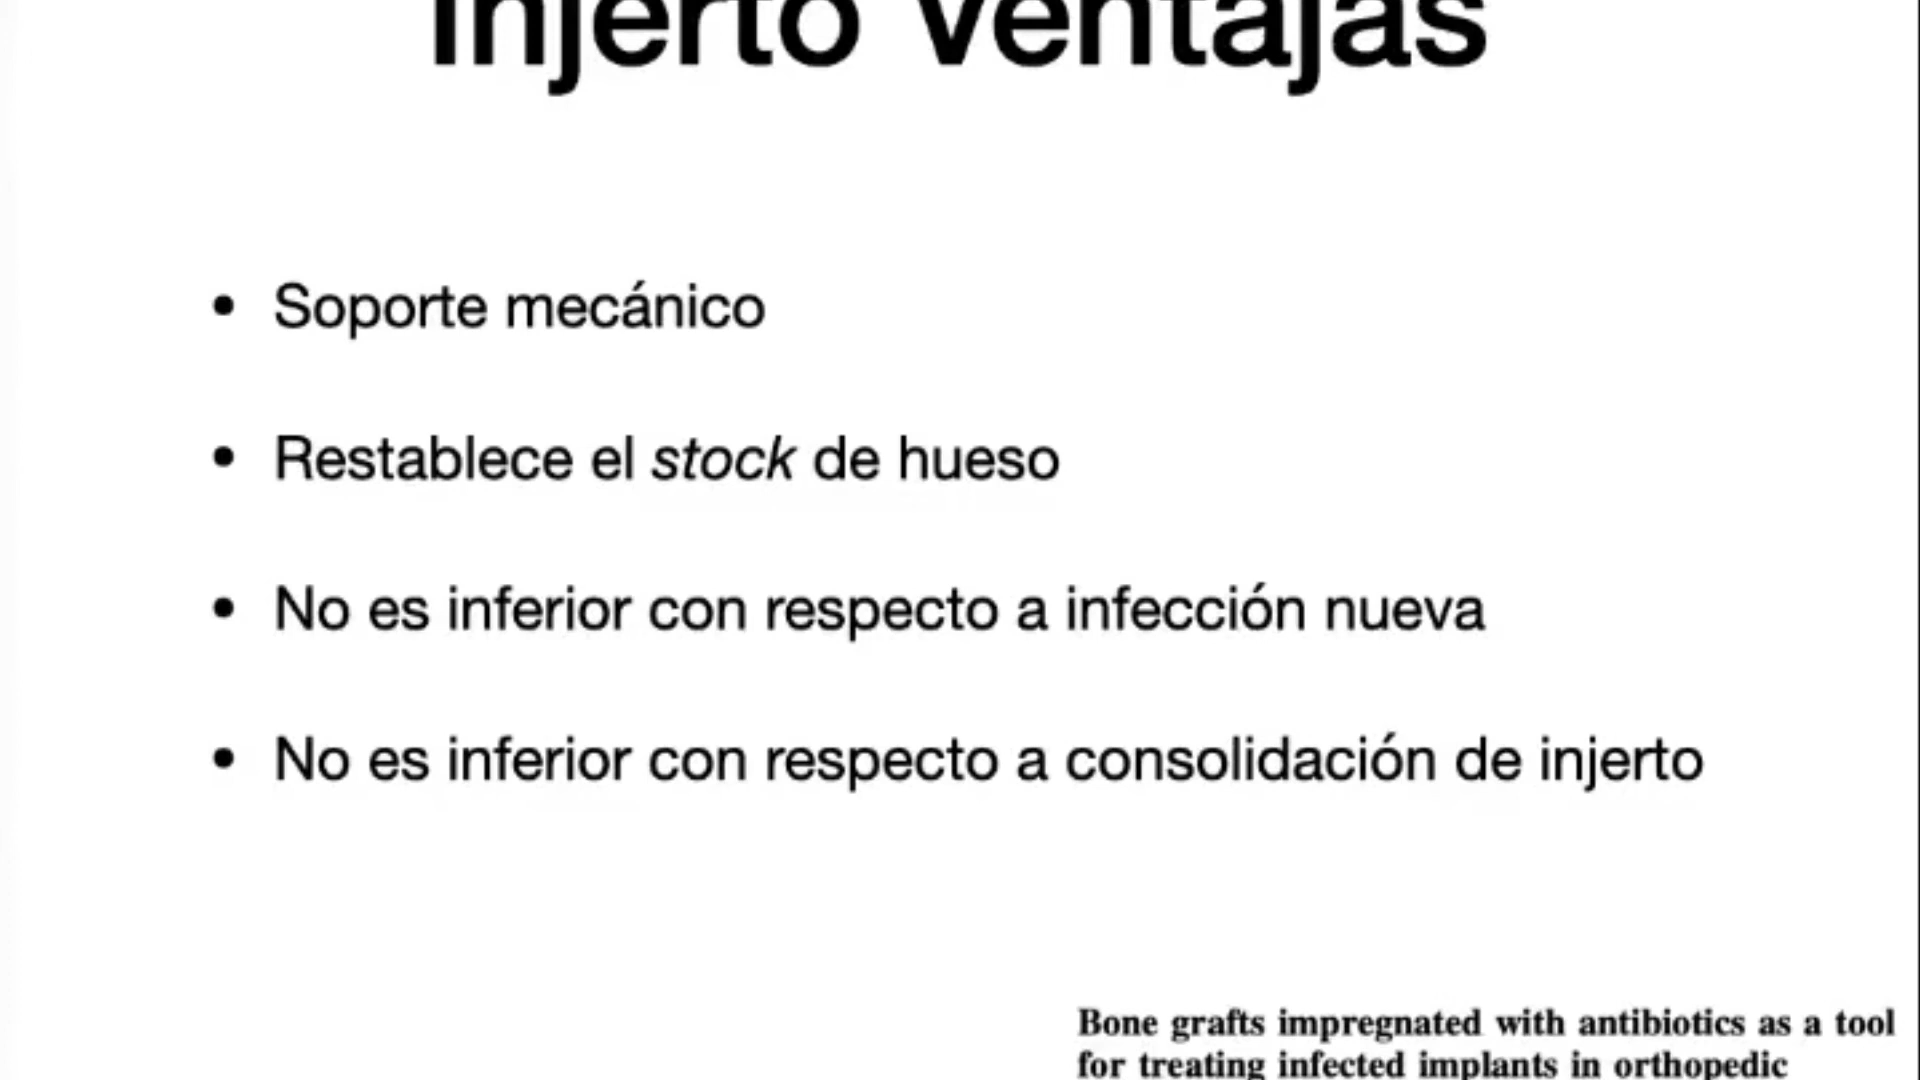 Injerto Ventajas
• Soporte mecánico
• Restablece el stock de hueso
• No es inferior con respecto a infección nueva
• No es inferior con respecto a consolidación de injerto
Bone grafts impregnated with antibiotics as a tool
for treating infected implants in orthopedic